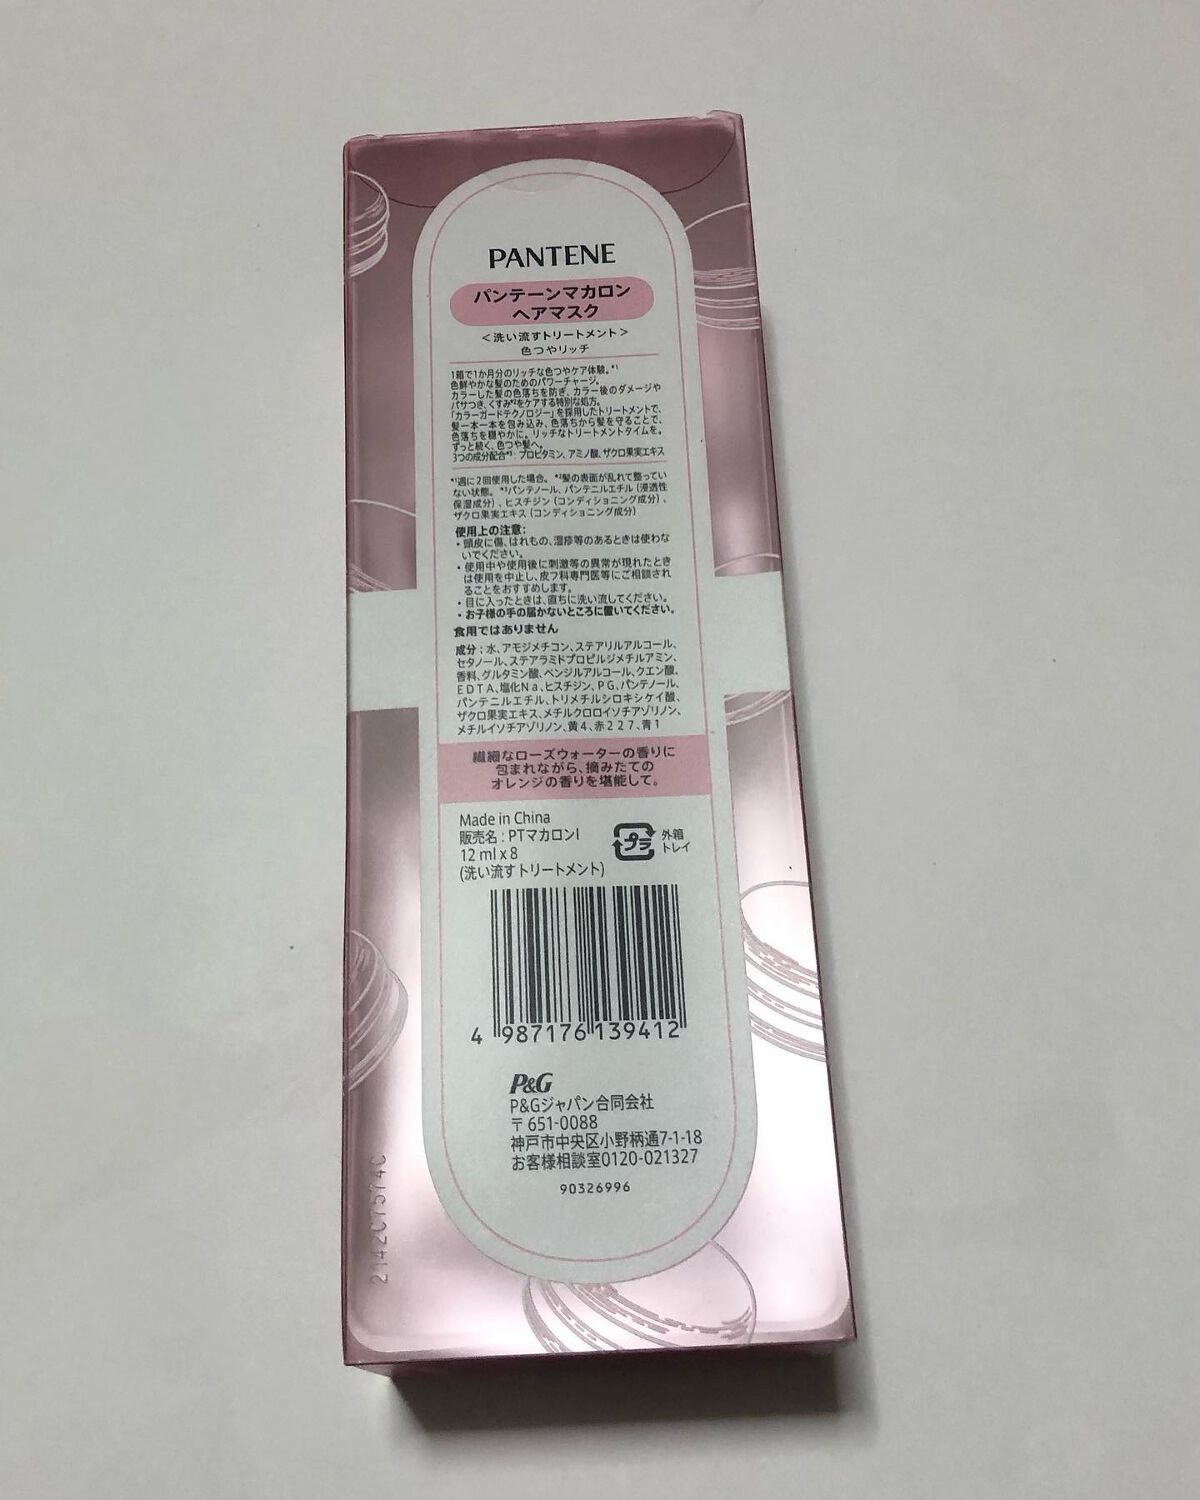 PANTENE
パンテーンマカロン
ヘアマスク
＜洗い流すトリートメント＞
色つやリッチ
1箱で1か月分のリッチな色つやケア体験。*1
色鮮やかな髪のためのパワーチャージ。
カラーした髪の色落ちを防ぎ、カラー後のダメージや
パサつき、くすみ*2をケアする特別な処方。
「カラーガードテクノロジー」を採用したトリートメントで、
髪一本一本を包み込み、色落ちから髪を守ることで、
色落ちを穏やかに。リッチなトリートメントタイムを。
ずっと続く、色つや髪へ。
3つの成分配合*3：プロビタミン、アミノ酸、ザクロ果実エキス
*1週に2回使用した場合。 *2髪の表面が乱れて整ってい
ない状態。 *3パンテノール、パンテニルエチル（浸透性
保湿成分）、ヒスチジン（コンディショニング成分）、
ザクロ果実エキス（コンディショニング成分）
使用上の注意：
・頭皮に傷、はれもの、湿疹等のあるときは使わな
いでください。
・使用中や使用後に刺激等の異常が現れたとき
は使用を中止し、皮フ科専門医等にご相談され
ることをおすすめします。
・目に入ったときは、直ちに洗い流してください。
・お子様の手の届かないところに置いてください。
食用ではありません
成分：水、アモジメチコン、ステアリルアルコール、
セタノール、ステアラミドプロピルジメチルアミン、
香料、グルタミン酸、ベンジルアルコール、クエン酸、
EDTA、塩化Na、ヒスチジン、PG、パンテノール、
パンテニルエチル、トリメチルシロキシケイ酸、
ザクロ果実エキス、メチルクロロイソチアゾリノン、
メチルイソチアゾリノン、黄4、赤227、青1
繊細なローズウォーターの香りに
包まれながら、摘みたての
オレンジの香りを堪能して。
Made in China
販売名：PTマカロンI
12 ml x 8
(洗い流すトリートメント)
プラ
外箱
トレイ
4 987176 139412
P&G
P&Gジャパン合同会社
〒651-0088
神戸市中央区小野柄通7-1-18
お客様相談室0120-021327
90326996
2142C7574C